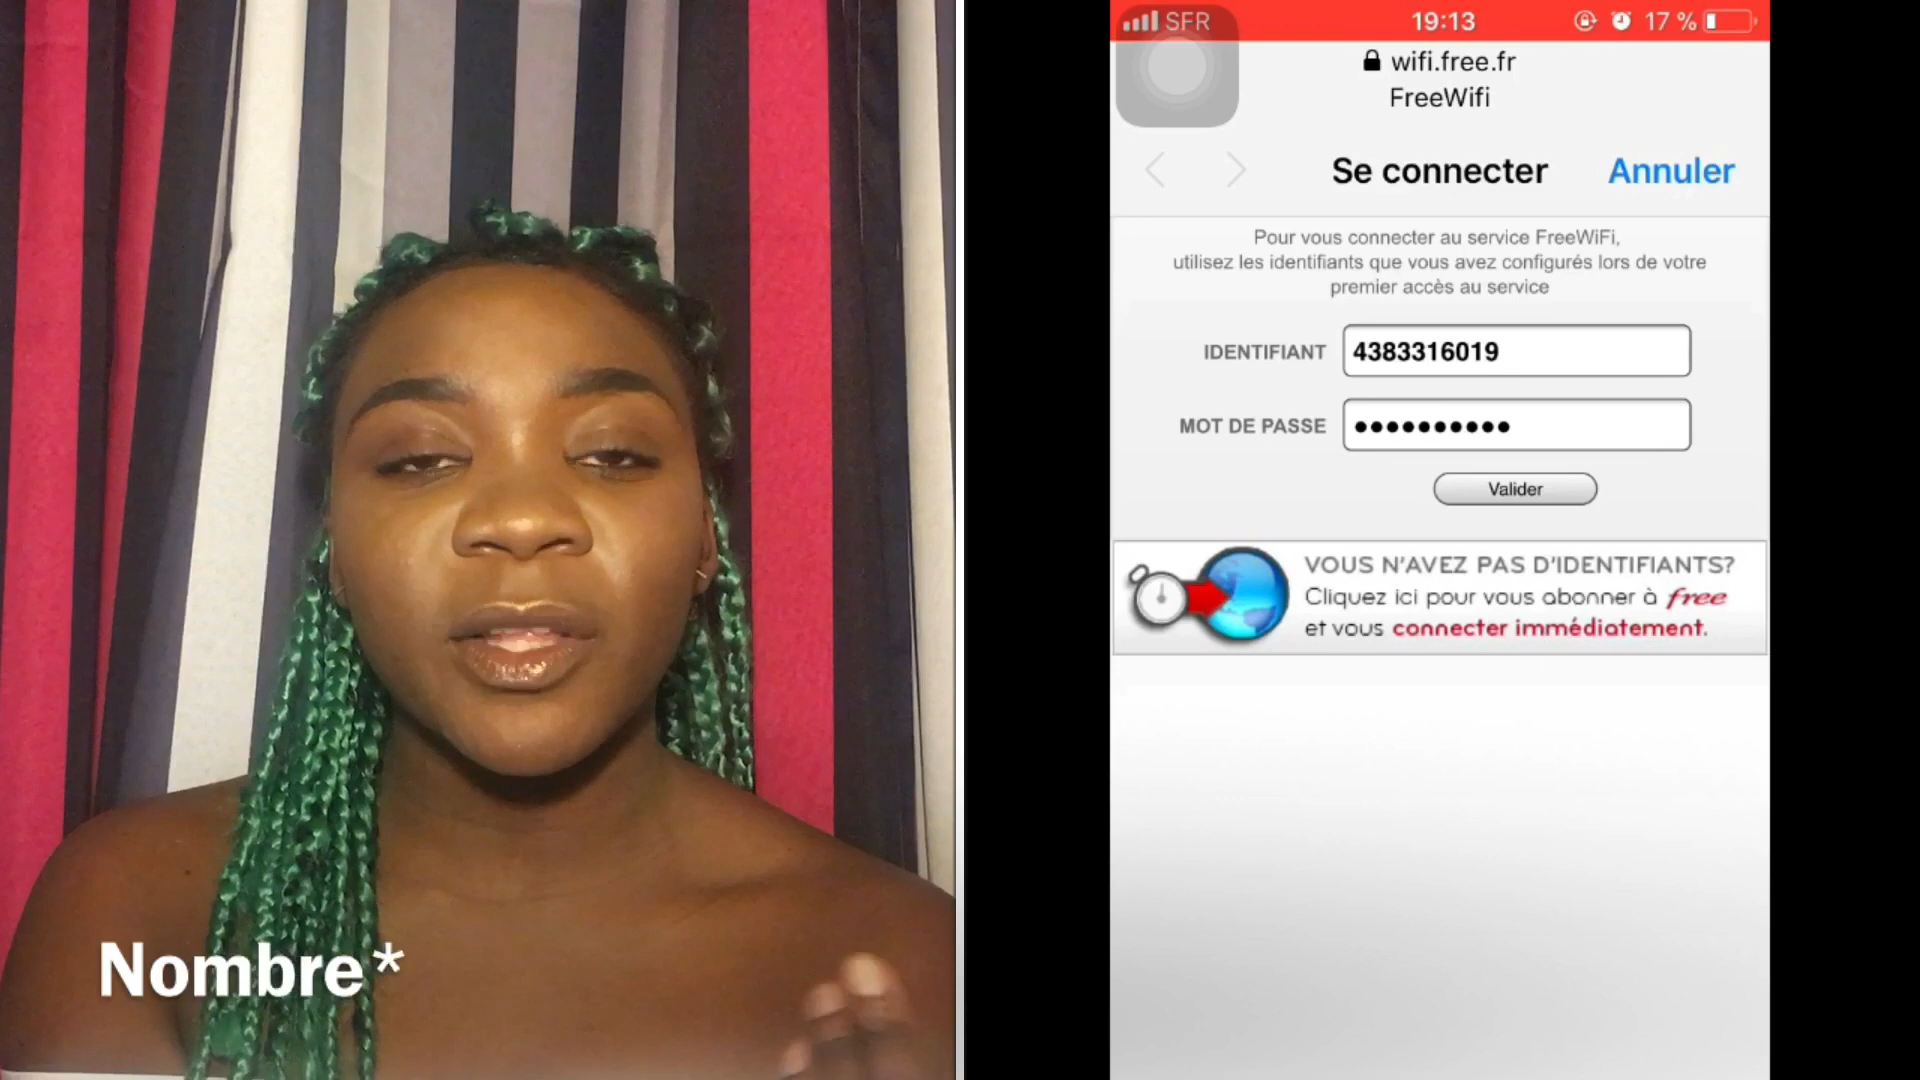 Nombre*
SFR 19:13 17 %
wifi.free.fr
FreeWifi
Se connecter Annuler
Pour vous connecter au service FreeWiFi,
utilisez les identifiants que vous avez configurés lors de votre
premier accès au service
IDENTIFIANT 4383316019
MOT DE PASSE ••••••••••
Valider
VOUS N'AVEZ PAS D'IDENTIFIANTS?
Cliquez ici pour vous abonner à free
et vous connecter immédiatement.